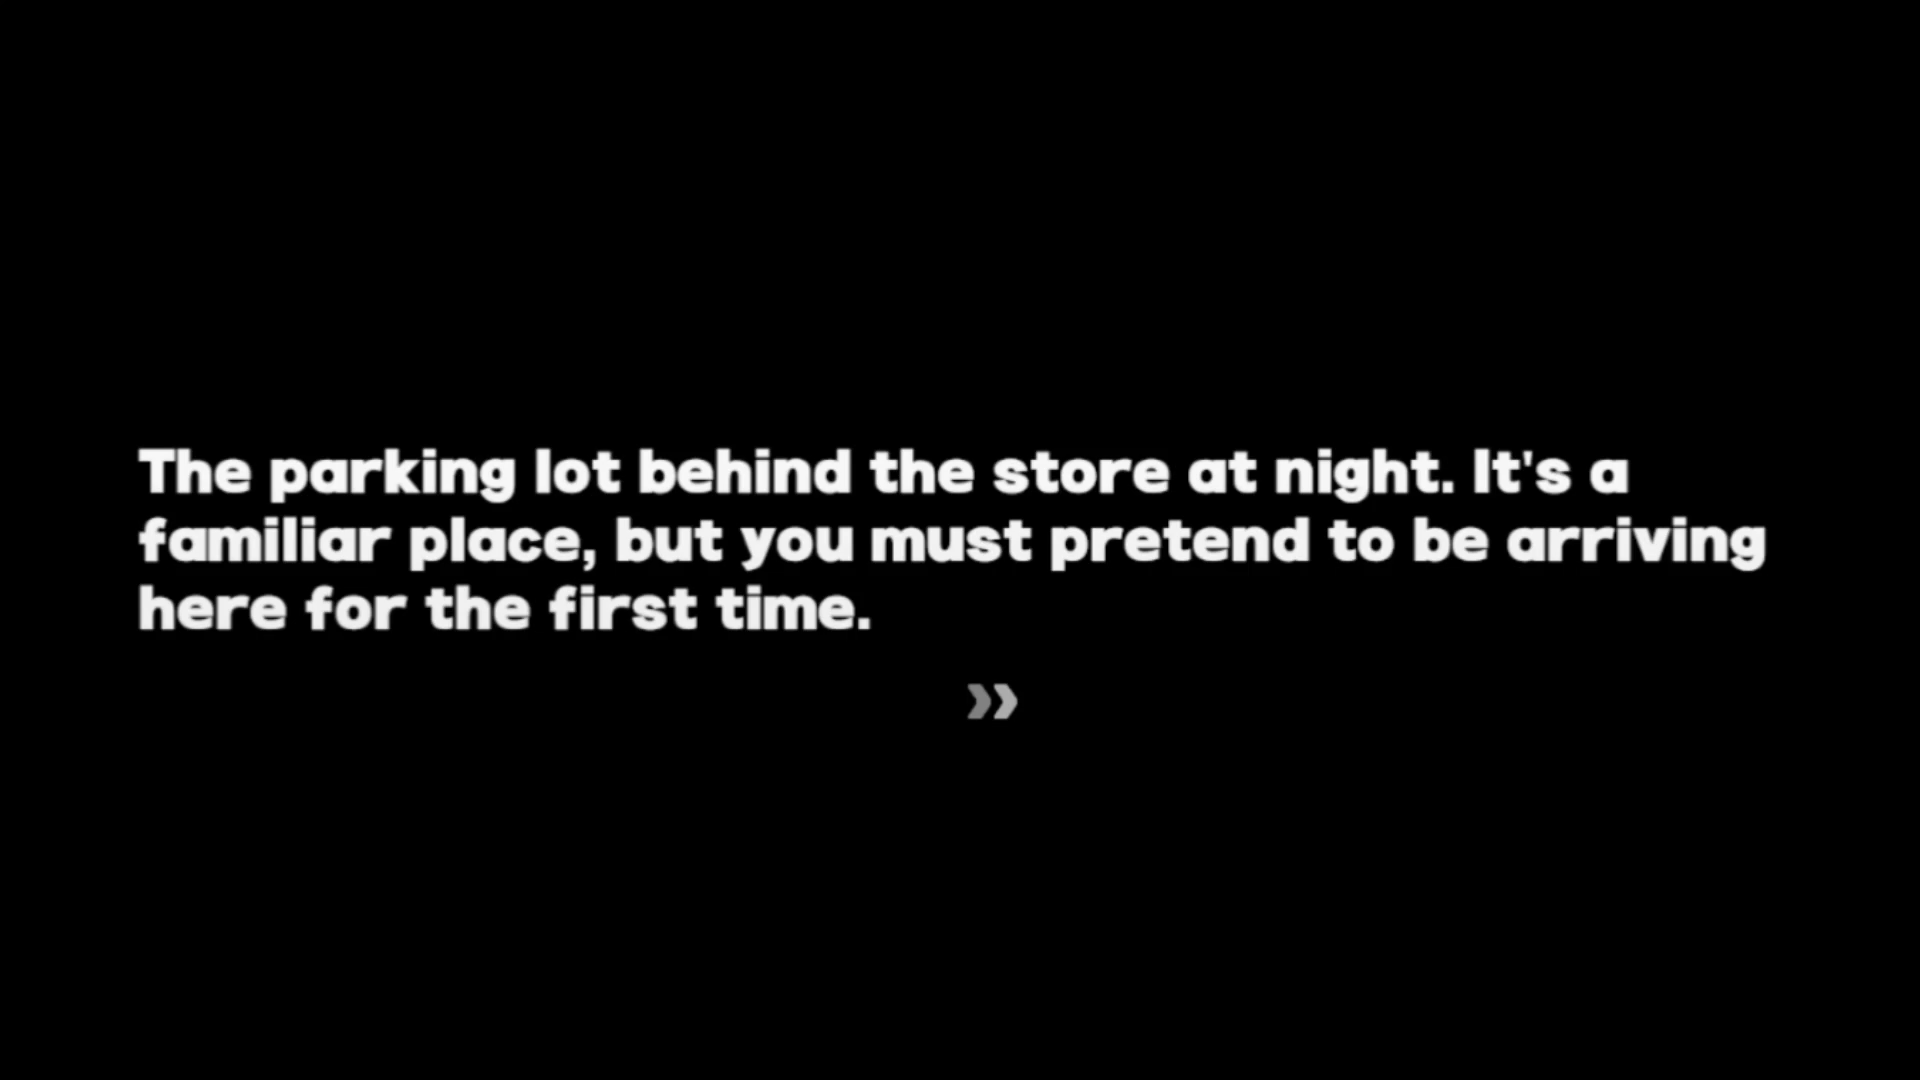 The parking lot behind the store at night. It's a
familiar place, but you must pretend to be arriving
here for the first time.
»